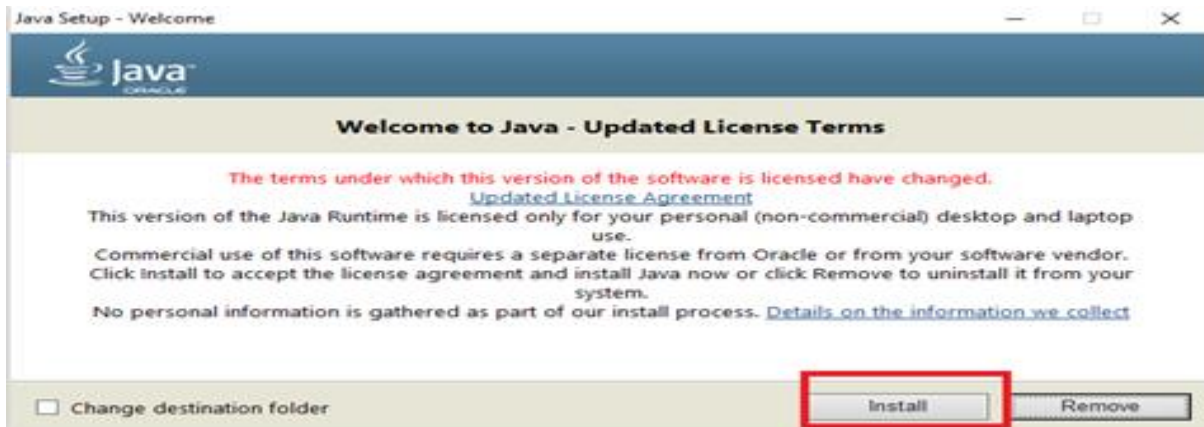 Java Setup - Welcome
Java
ORACLE
Welcome to Java - Updated License Terms
The terms under which this version of the software is licensed have changed.
Updated License Agreement
This version of the Java Runtime is licensed only for your personal (non-commercial) desktop and laptop
use.
Commercial use of this software requires a separate license from Oracle or from your software vendor.
Click Install to accept the license agreement and install Java now or click Remove to uninstall it from your
system.
No personal information is gathered as part of our install process. Details on the information we collect
Change destination folder
Install
Remove